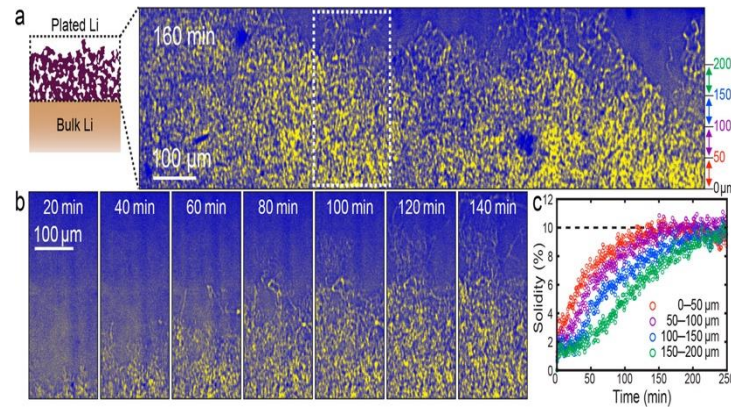 a
Plated Li
Bulk Li
160 min
100 µm
200
150
100
50
0 µm
b
20 min
40 min
60 min
80 min
100 min
120 min
140 min
100 µm
c
Solidity (%)
12
10
8
6
4
2
0
0–50 µm
50–100 µm
100–150 µm
150–200 µm
0
50
100
150
200
250
Time (min)